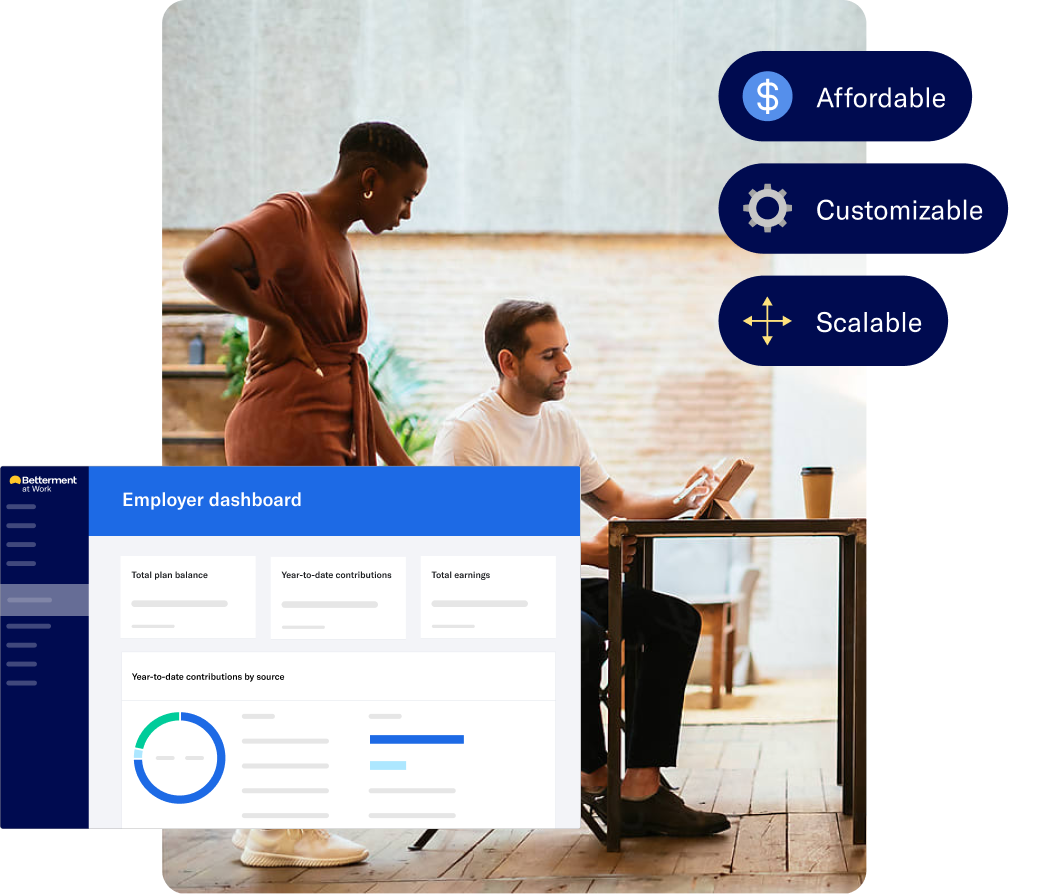 Affordable
Customizable
Scalable
Betterment
at Work
Employer dashboard
Total plan balance
Year-to-date contributions
Total earnings
Year-to-date contributions by source